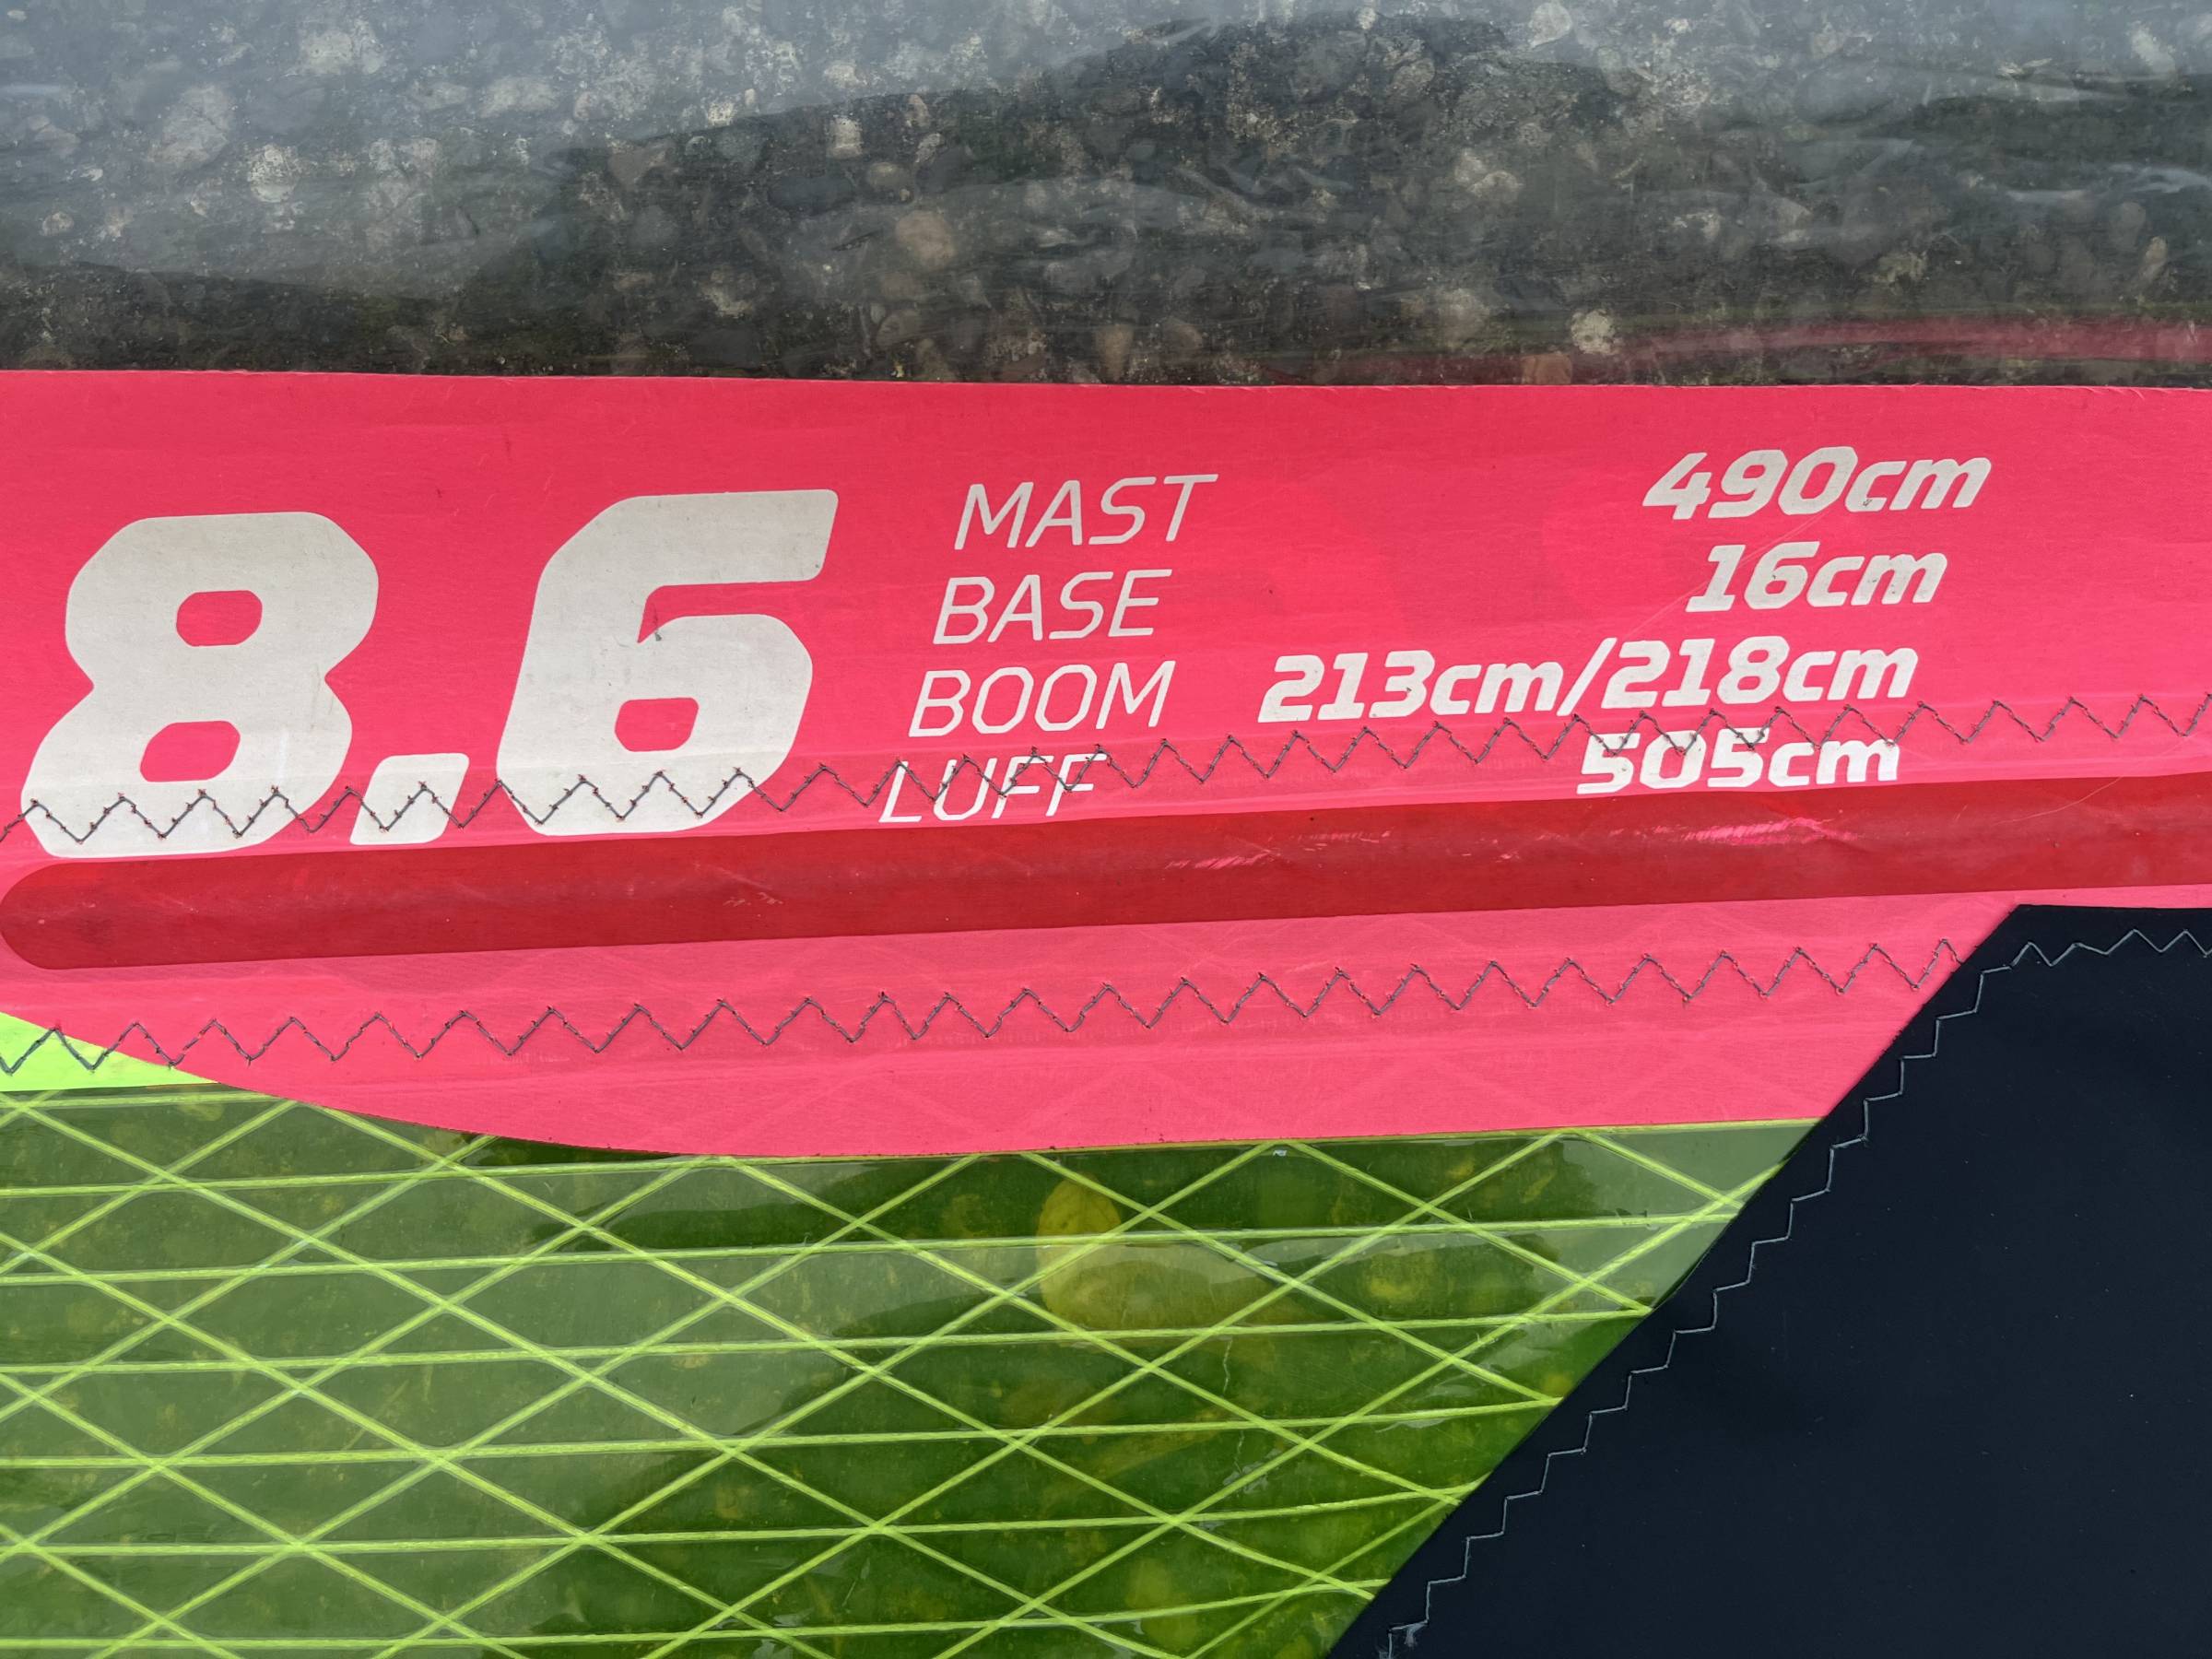 8.6
MAST 490cm
BASE 16cm
BOOM 213cm/218cm
LUFF 505cm